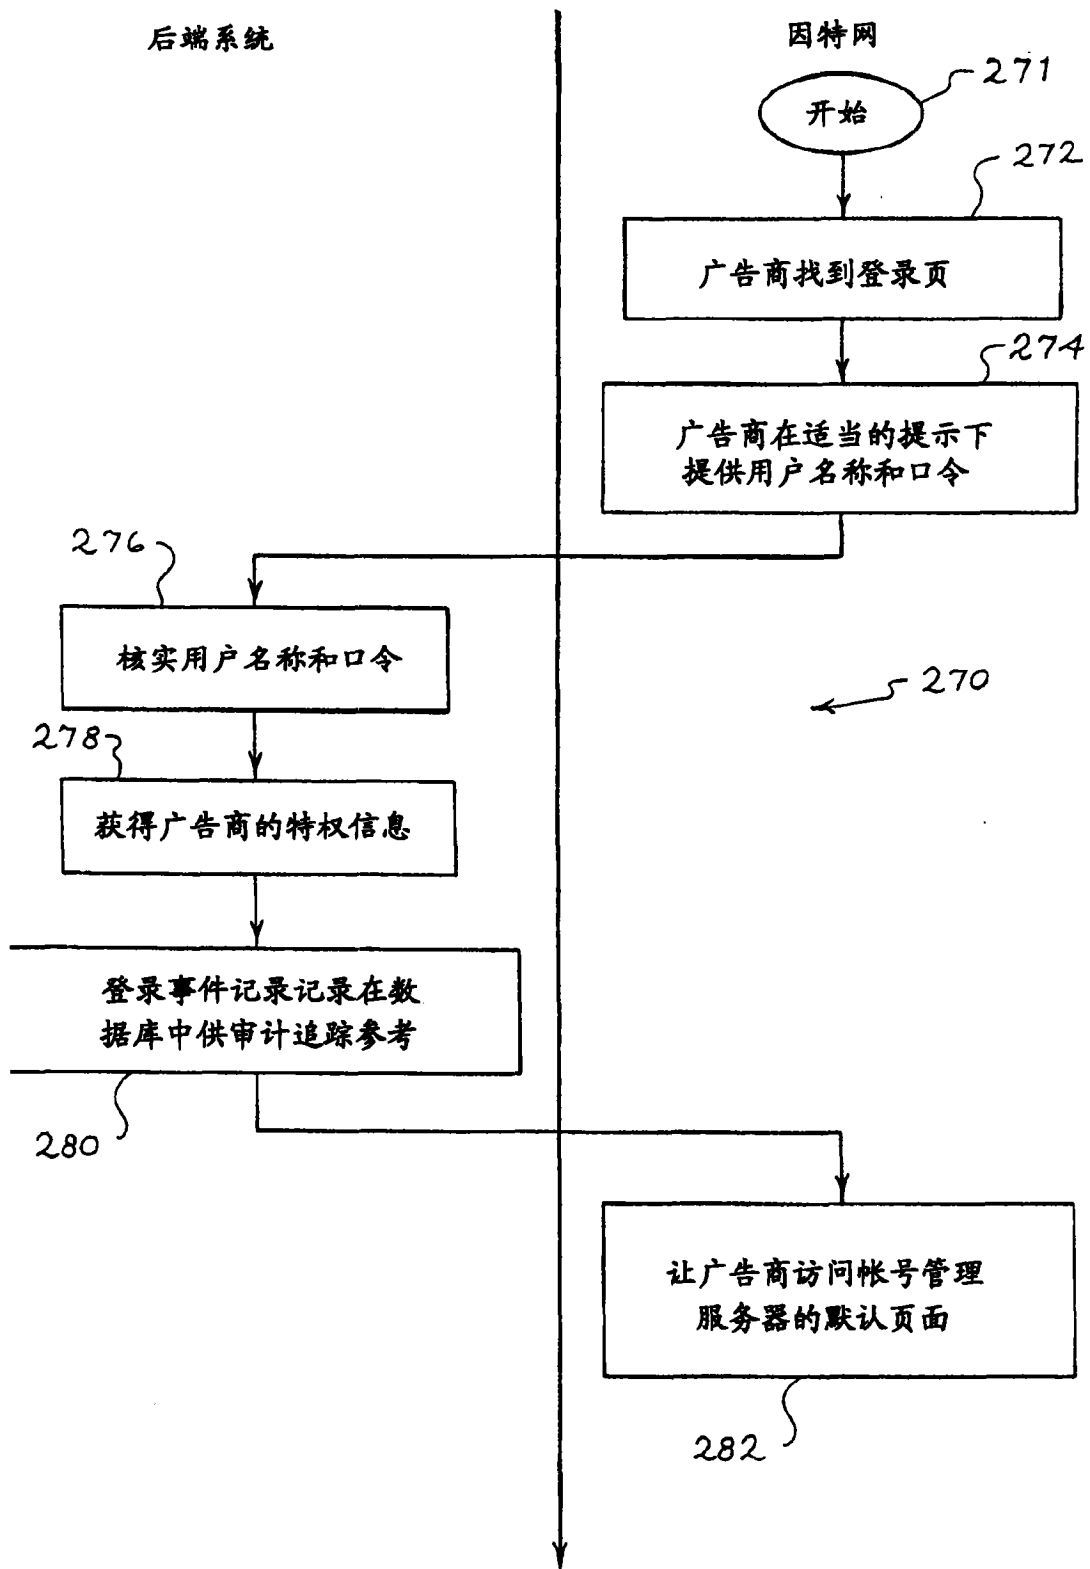 后端系统
因特网
开始
271
272
广告商找到登录页
274
广告商在适当的提示下
提供用户名称和口令
276
核实用户名称和口令
270
278
获得广告商的特权信息
登录事件记录记录在数
据库中供审计追踪参考
280
让广告商访问帐号管理
服务器的默认页面
282